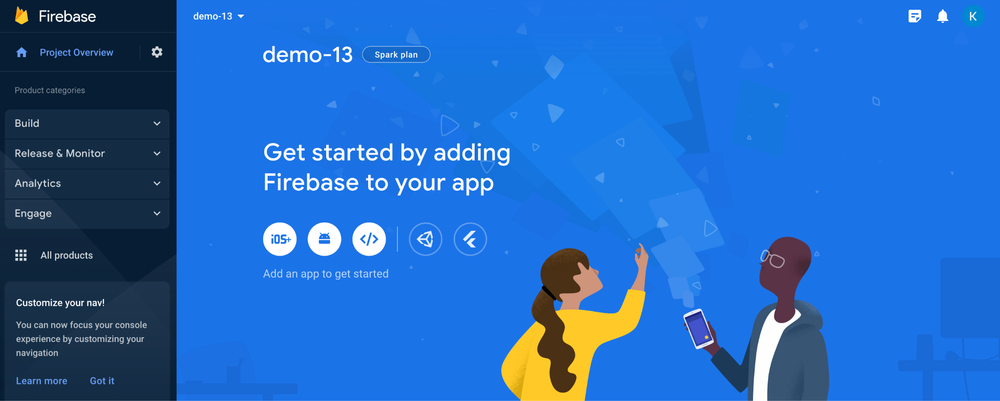 Firebase
Project Overview
Product categories
Build
Release & Monitor
Analytics
Engage
All products
Customize your nav!
You can now focus your console
experience by customizing your
navigation
Learn more Got it
demo-13
K
demo-13 Spark plan
Get started by adding
Firebase to your app
iOS+
</>
Add an app to get started